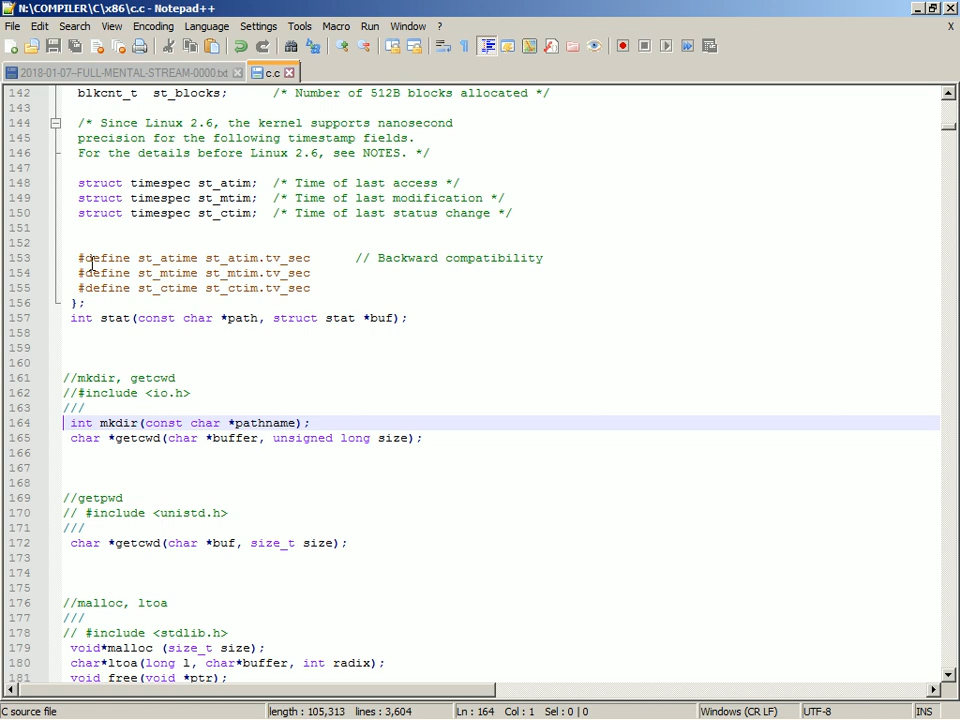 N:\COMPILER\C\x86\c.c - Notepad++
File Edit Search View Encoding Language Settings Tools Macro Run Window ? X
2018-01-07--FULL-MENTAL-STREAM-0000.txt c.c
142 blkcnt_t  st_blocks;      /* Number of 512B blocks allocated */
143
144 /* Since Linux 2.6, the kernel supports nanosecond
145 precision for the following timestamp fields.
146 For the details before Linux 2.6, see NOTES. */
147
148 struct timespec st_atim;  /* Time of last access */
149 struct timespec st_mtim;  /* Time of last modification */
150 struct timespec st_ctim;  /* Time of last status change */
151
152
153 #define st_atime st_atim.tv_sec      // Backward compatibility
154 #define st_mtime st_mtim.tv_sec
155 #define st_ctime st_ctim.tv_sec
156 };
157 int stat(const char *path, struct stat *buf);
158
159
160
161 //mkdir, getcwd
162 //#include <io.h>
163 ///
164 int mkdir(const char *pathname);
165 char *getcwd(char *buffer, unsigned long size);
166
167
168
169 //getpwd
170 // #include <unistd.h>
171 ///
172 char *getcwd(char *buf, size_t size);
173
174
175
176 //malloc, ltoa
177 ///
178 // #include <stdlib.h>
179 void*malloc (size_t size);
180 char*ltoa(long l, char*buffer, int radix);
181 void free(void *ptr);
C source file length : 105,313 lines : 3,604 Ln : 164 Col : 1 Sel : 0 | 0 Windows (CR LF) UTF-8 INS